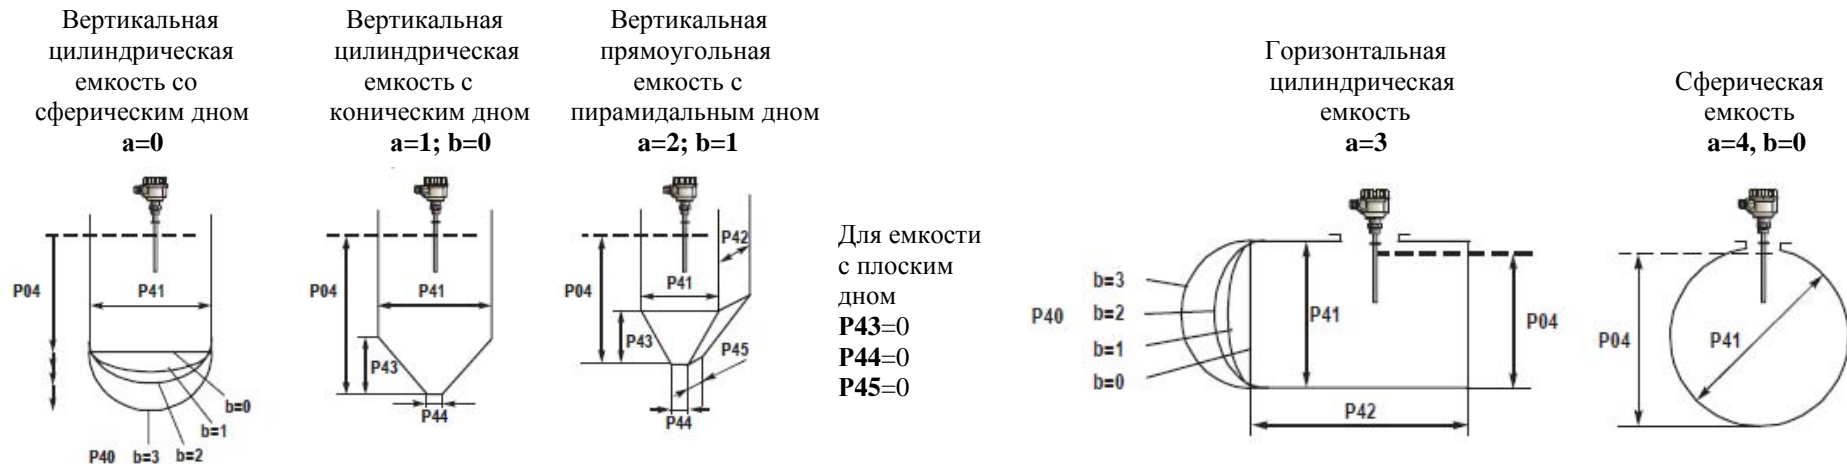 Вертикальная
цилиндрическая
емкость со
сферическим дном
a=0
P04
P41
b=0
b=1
P40 b=3 b=2
Вертикальная
цилиндрическая
емкость с
коническим дном
a=1; b=0
P04
P41
P43
P44
Вертикальная
прямоугольная
емкость с
пирамидальным дном
a=2; b=1
P42
P04
P41
P43
P45
P44
Для емкости
с плоским
дном
P43=0
P44=0
P45=0
Горизонтальная
цилиндрическая
емкость
a=3
b=3
P40 b=2
b=1
b=0
P41
P04
P42
Сферическая
емкость
a=4, b=0
P04
P41